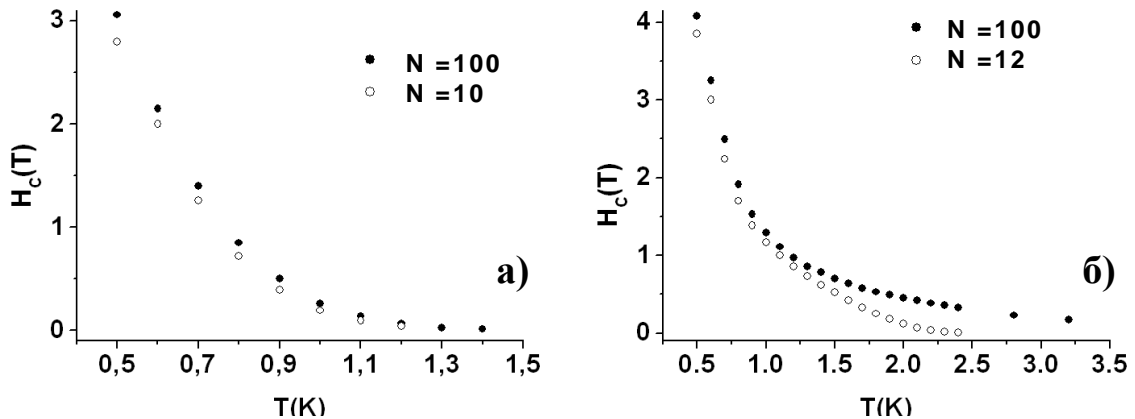 3
2
1
0
H_C(T)
N =100
N =10
а)
0,5 0,7 0,9 1,1 1,3 1,5
T(K)
4
3
2
1
0
H_C(T)
N =100
N =12
б)
0.5 1.0 1.5 2.0 2.5 3.0 3.5
T(K)